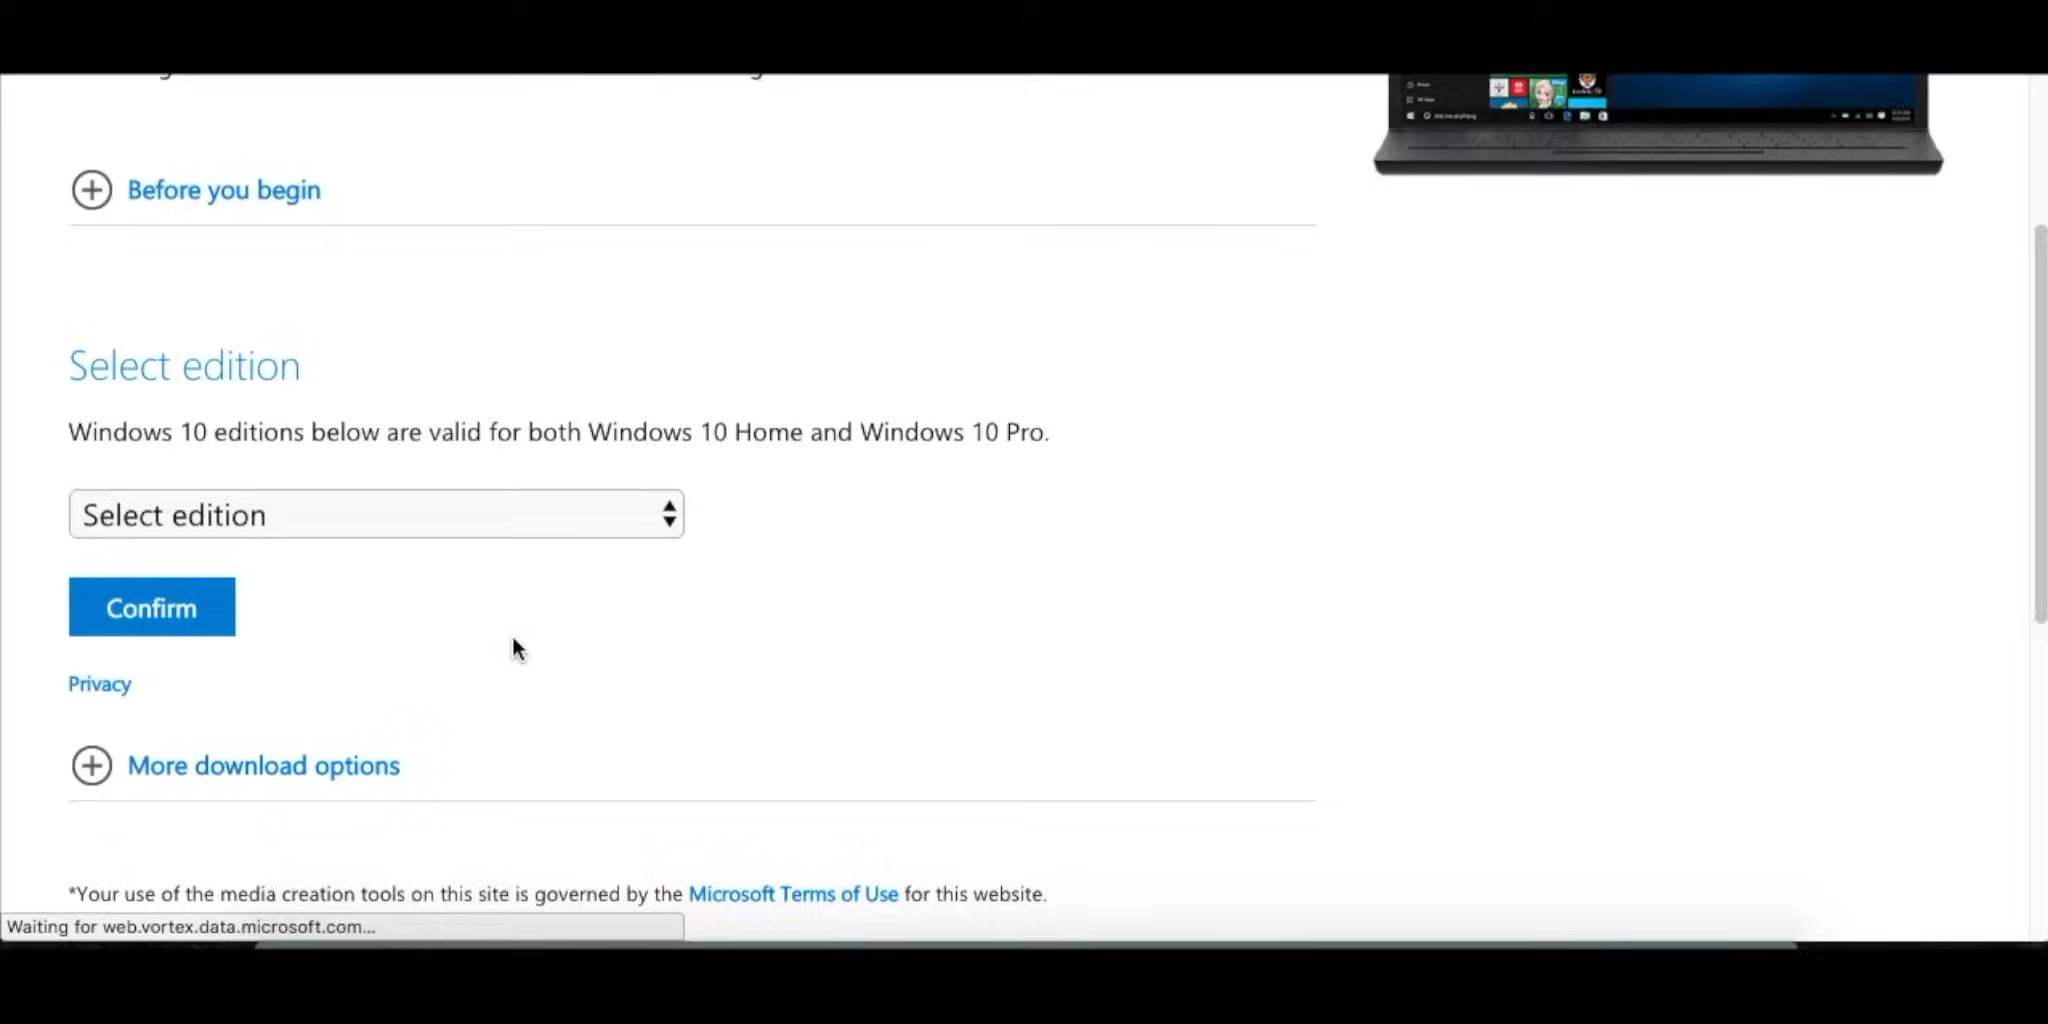 Before you begin
Select edition
Windows 10 editions below are valid for both Windows 10 Home and Windows 10 Pro.
Select edition
Confirm
Privacy
More download options
*Your use of the media creation tools on this site is governed by the Microsoft Terms of Use for this website.
Waiting for web.vortex.data.microsoft.com...